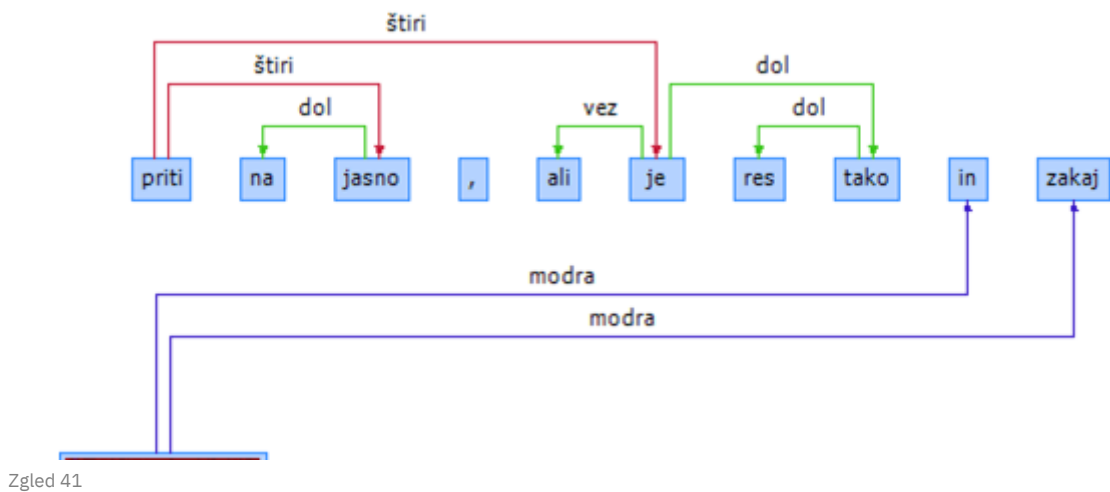 štiri
štiri dol
dol vez dol
priti na jasno , ali je res tako in zakaj
modra
modra
Zgled 41